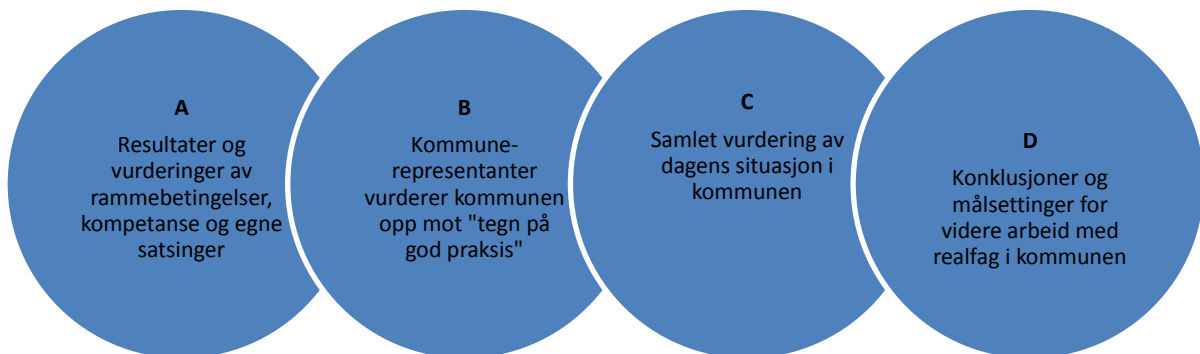 A
Resultater og
vurderinger av
rammebetingelser,
kompetanse og egne
satsinger
B
Kommune-
representanter
vurderer kommunen
opp mot "tegn på
god praksis"
C
Samlet vurdering av
dagens situasjon i
kommunen
D
Konklusjoner og
målsettinger for
videre arbeid med
realfag i kommunen